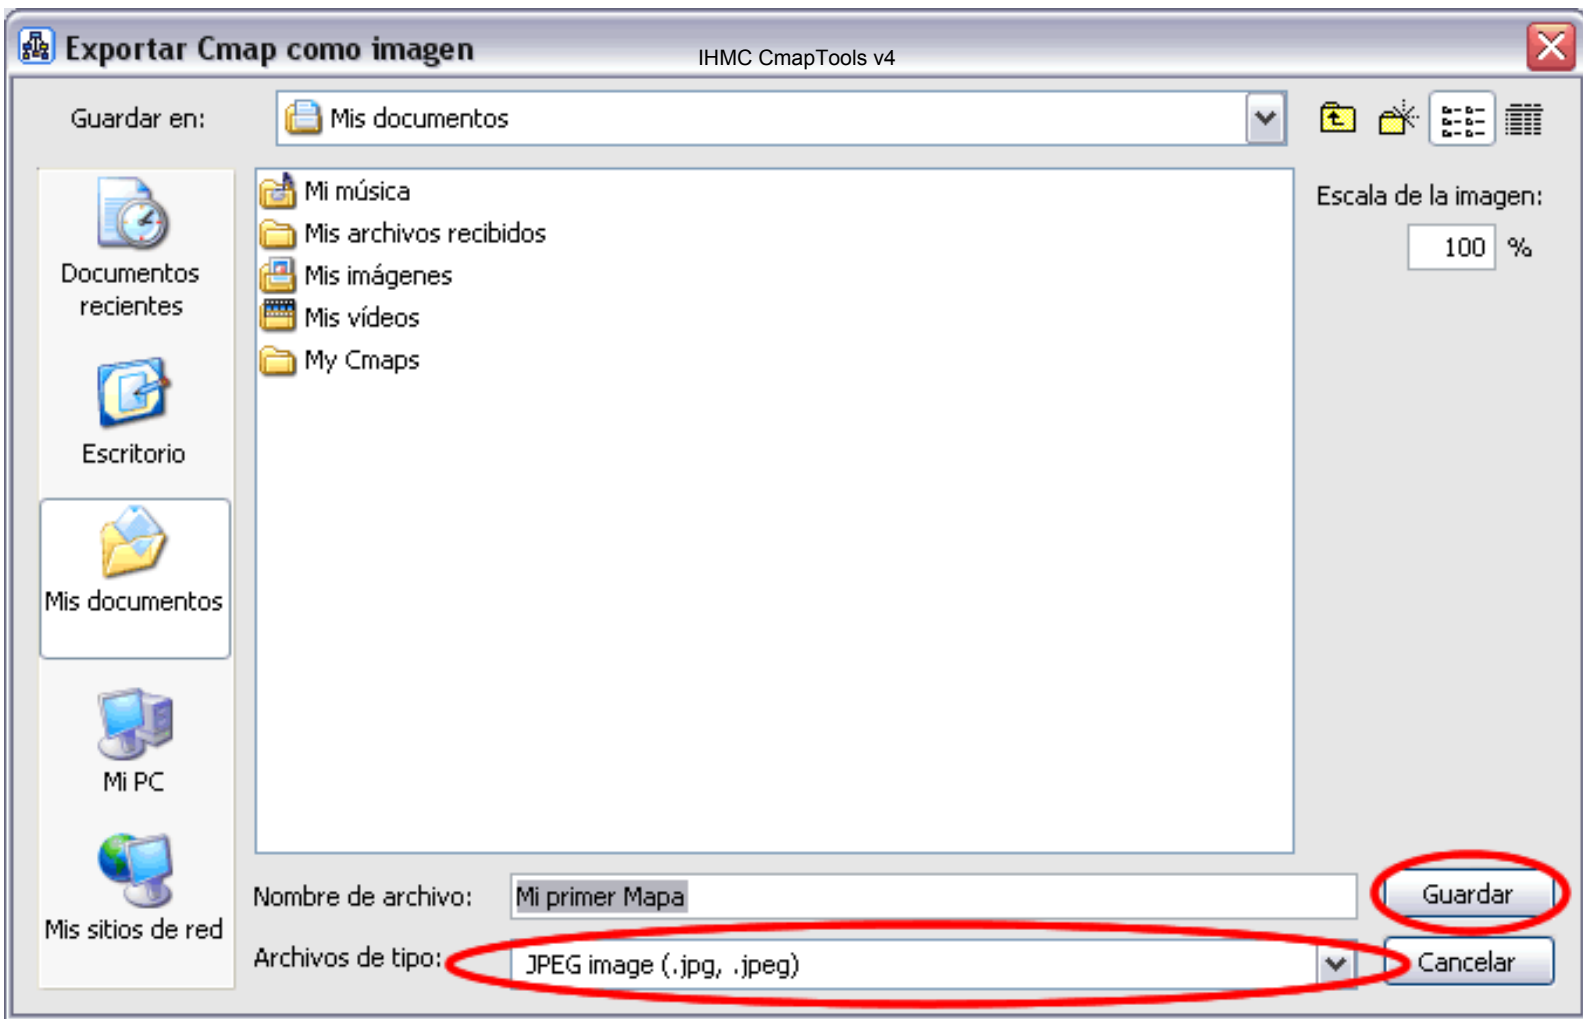 Exportar Cmap como imagen
IHMC CmapTools v4
Guardar en:
Mis documentos
Escala de la imagen:
100 %
Documentos
recientes
Escritorio
Mis documentos
Mi PC
Mis sitios de red
Mi música
Mis archivos recibidos
Mis imágenes
Mis vídeos
My Cmaps
Nombre de archivo:
Mi primer Mapa
Guardar
Archivos de tipo:
JPEG image (.jpg, .jpeg)
Cancelar